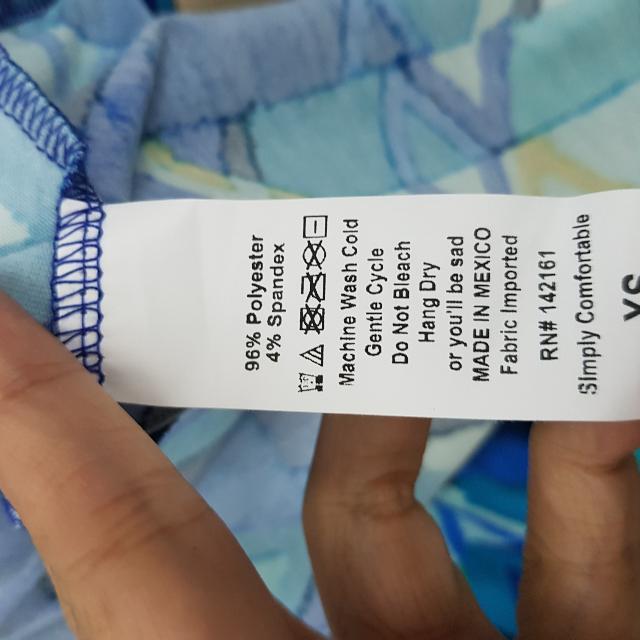 96% Polyester
4% Spandex
Machine Wash Cold
Gentle Cycle
Do Not Bleach
Hang Dry
or you'll be sad
MADE IN MEXICO
Fabric Imported
RN# 142161
Simply Comfortable
XS